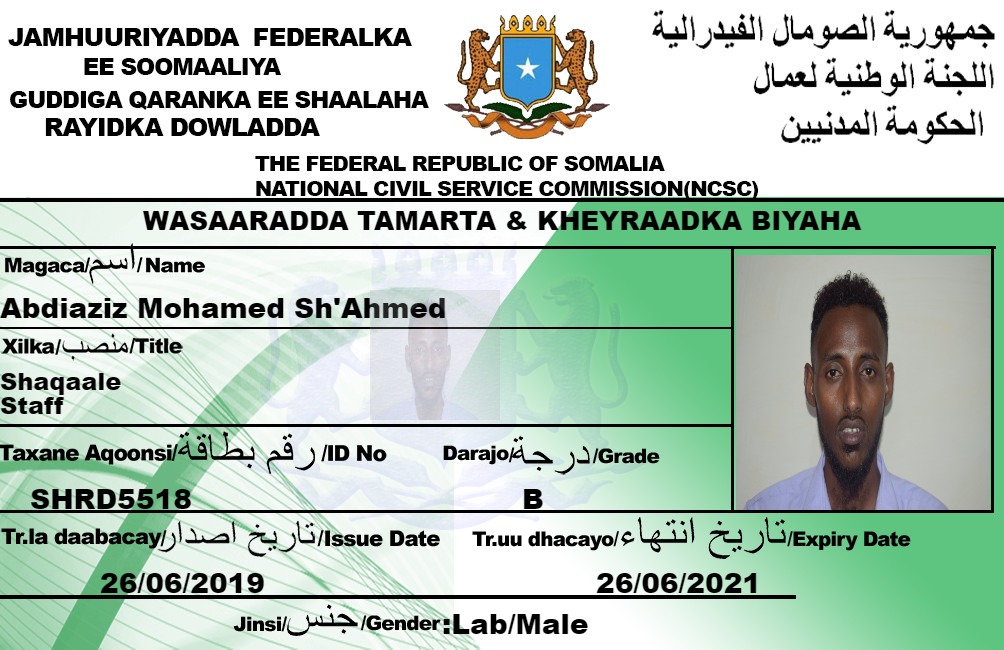 JAMHUURIYADDA FEDERALKA
EE SOOMAALIYA
GUDDIGA QARANKA EE SHAALAHA
RAYIDKA DOWLADDA
جمهورية الصومال الفيدرالية
اللجنة الوطنية لعمال
الحكومة المدنيين
THE FEDERAL REPUBLIC OF SOMALIA
NATIONAL CIVIL SERVICE COMMISSION(NCSC)
WASAARADDA TAMARTA & KHEYRAADKA BIYAHA
Magaca/اسم/Name
Abdiaziz Mohamed Sh'Ahmed
Xilka/منصب/Title
Shaqaale
Staff
Taxane Aqoonsi/رقم بطاقة/ID No
SHRD5518
Darajo/درجة/Grade
B
Tr.la daabacay/تاريخ اصدار/Issue Date
26/06/2019
Tr.uu dhacayo/تاريخ انتهاء/Expiry Date
26/06/2021
Jinsi/جنس/Gender:Lab/Male